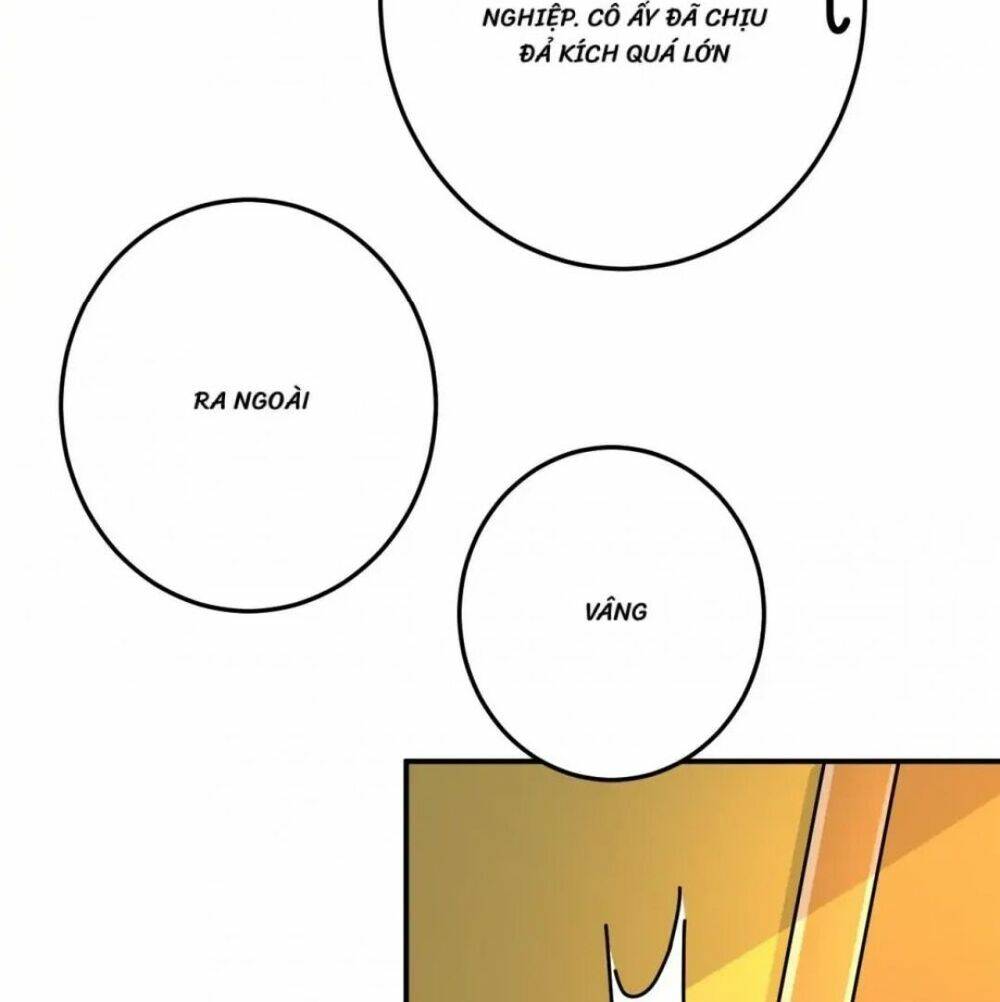 NGHIỆP. CÔ ẤY ĐÃ CHỊU
ĐẢ KÍCH QUÁ LỚN
RA NGOÀI
VÂNG